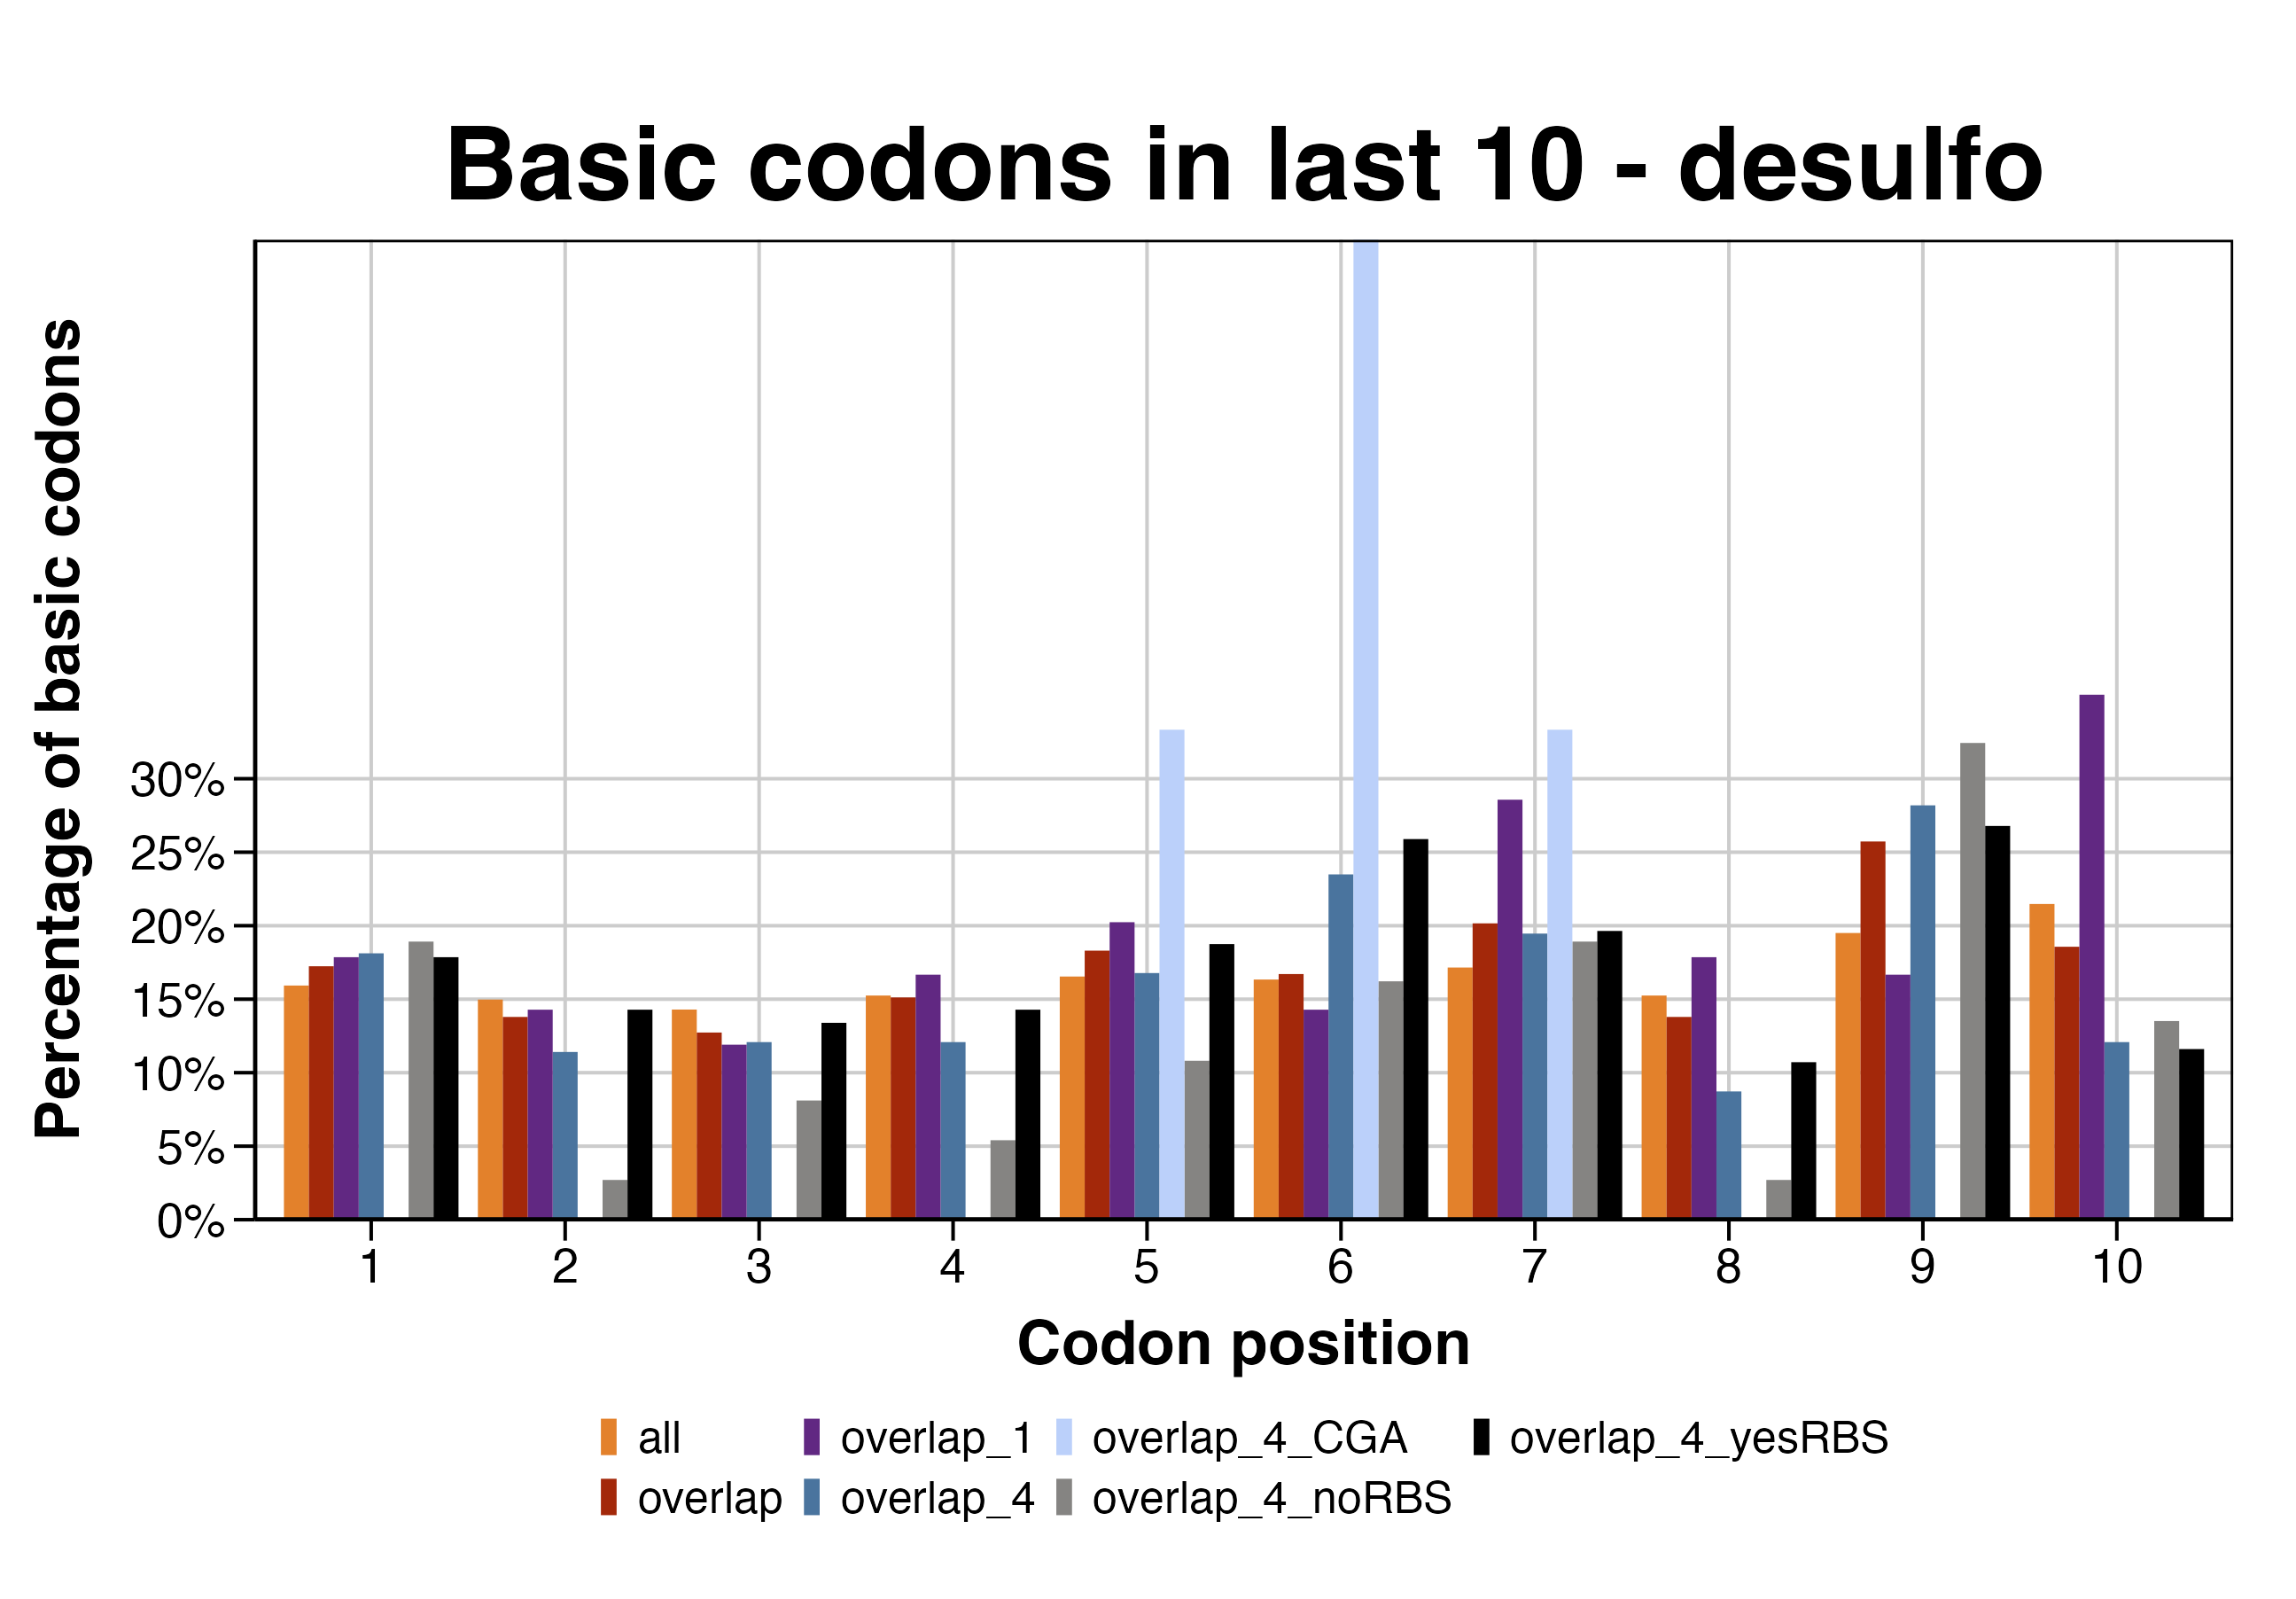 Basic codons in last 10 - desulfo
Percentage of basic codons
30%
25%
20%
15%
10%
5%
0%
1 2 3 4 5 6 7 8 9 10
Codon position
all overlap_1 overlap_4_CGA overlap_4_yesRBS
overlap overlap_4 overlap_4_noRBS